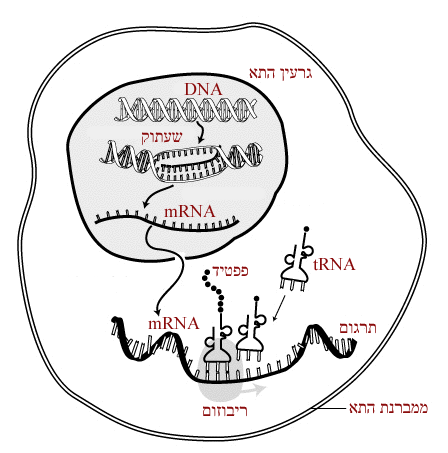 גרעין התא
DNA
שעתוק
mRNA
פפטיד
tRNA
mRNA
תרגום
ריבוזום
ממברנת התא